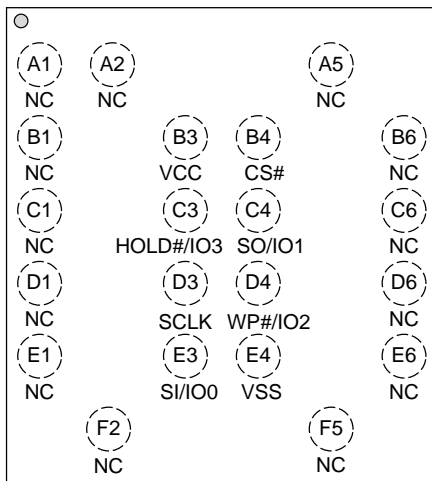 A1 A2 A5
NC NC NC
B1 B3 B4 B6
NC VCC CS# NC
C1 C3 C4 C6
NC HOLD#/IO3 SO/IO1 NC
D1 D3 D4 D6
NC SCLK WP#/IO2 NC
E1 E3 E4 E6
NC SI/IO0 VSS NC
F2 F5
NC NC